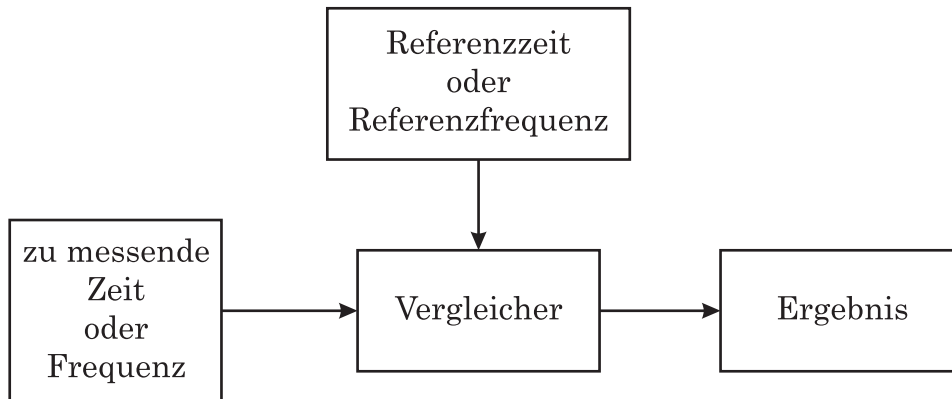 Referenzzeit
oder
Referenzfrequenz
zu messende
Zeit
oder
Frequenz
Vergleicher
Ergebnis